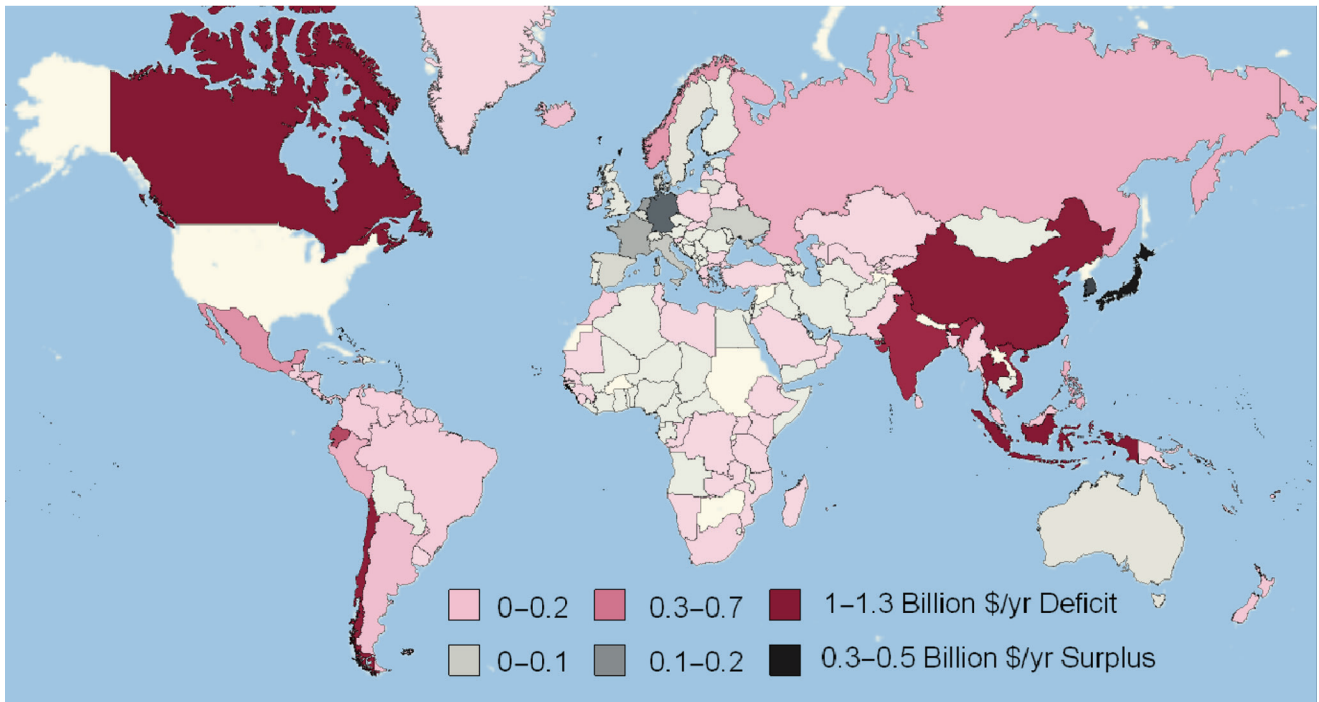 0–0.2 0.3–0.7 1–1.3 Billion $/yr Deficit
0–0.1 0.1–0.2 0.3–0.5 Billion $/yr Surplus